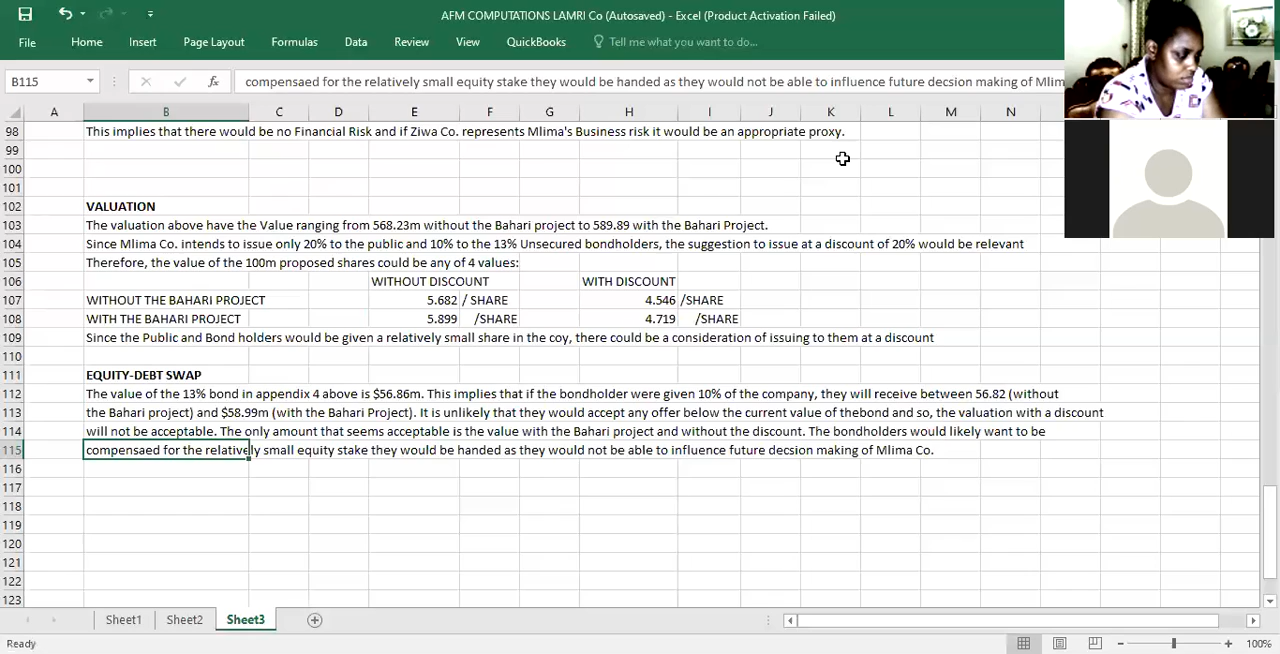 AFM COMPUTATIONS LAMRI Co (Autosaved) - Excel (Product Activation Failed)
File Home Insert Page Layout Formulas Data Review View QuickBooks Tell me what you want to do...
B115 fx compensaed for the relatively small equity stake they would be handed as they would not be able to influence future decsion making of Mlim
A B C D E F G H I J K L M N
98 This implies that there would be no Financial Risk and if Ziwa Co. represents Mlima's Business risk it would be an appropriate proxy.
99
100
101
102 VALUATION
103 The valuation above have the Value ranging from 568.23m without the Bahari project to 589.89 with the Bahari Project.
104 Since Mlima Co. intends to issue only 20% to the public and 10% to the 13% Unsecured bondholders, the suggestion to issue at a discount of 20% would be relevant
105 Therefore, the value of the 100m proposed shares could be any of 4 values:
106 WITHOUT DISCOUNT WITH DISCOUNT
107 WITHOUT THE BAHARI PROJECT 5.682 / SHARE 4.546 /SHARE
108 WITH THE BAHARI PROJECT 5.899 /SHARE 4.719 /SHARE
109 Since the Public and Bond holders would be given a relatively small share in the coy, there could be a consideration of issuing to them at a discount
110
111 EQUITY-DEBT SWAP
112 The value of the 13% bond in appendix 4 above is $56.86m. This implies that if the bondholder were given 10% of the company, they will receive between 56.82 (without
113 the Bahari project) and $58.99m (with the Bahari Project). It is unlikely that they would accept any offer below the current value of thebond and so, the valuation with a discount
114 will not be acceptable. The only amount that seems acceptable is the value with the Bahari project and without the discount. The bondholders would likely want to be
115 compensaed for the relatively small equity stake they would be handed as they would not be able to influence future decsion making of Mlima Co.
116
117
118
119
120
121
122
123
Sheet1 Sheet2 Sheet3
Ready 100%